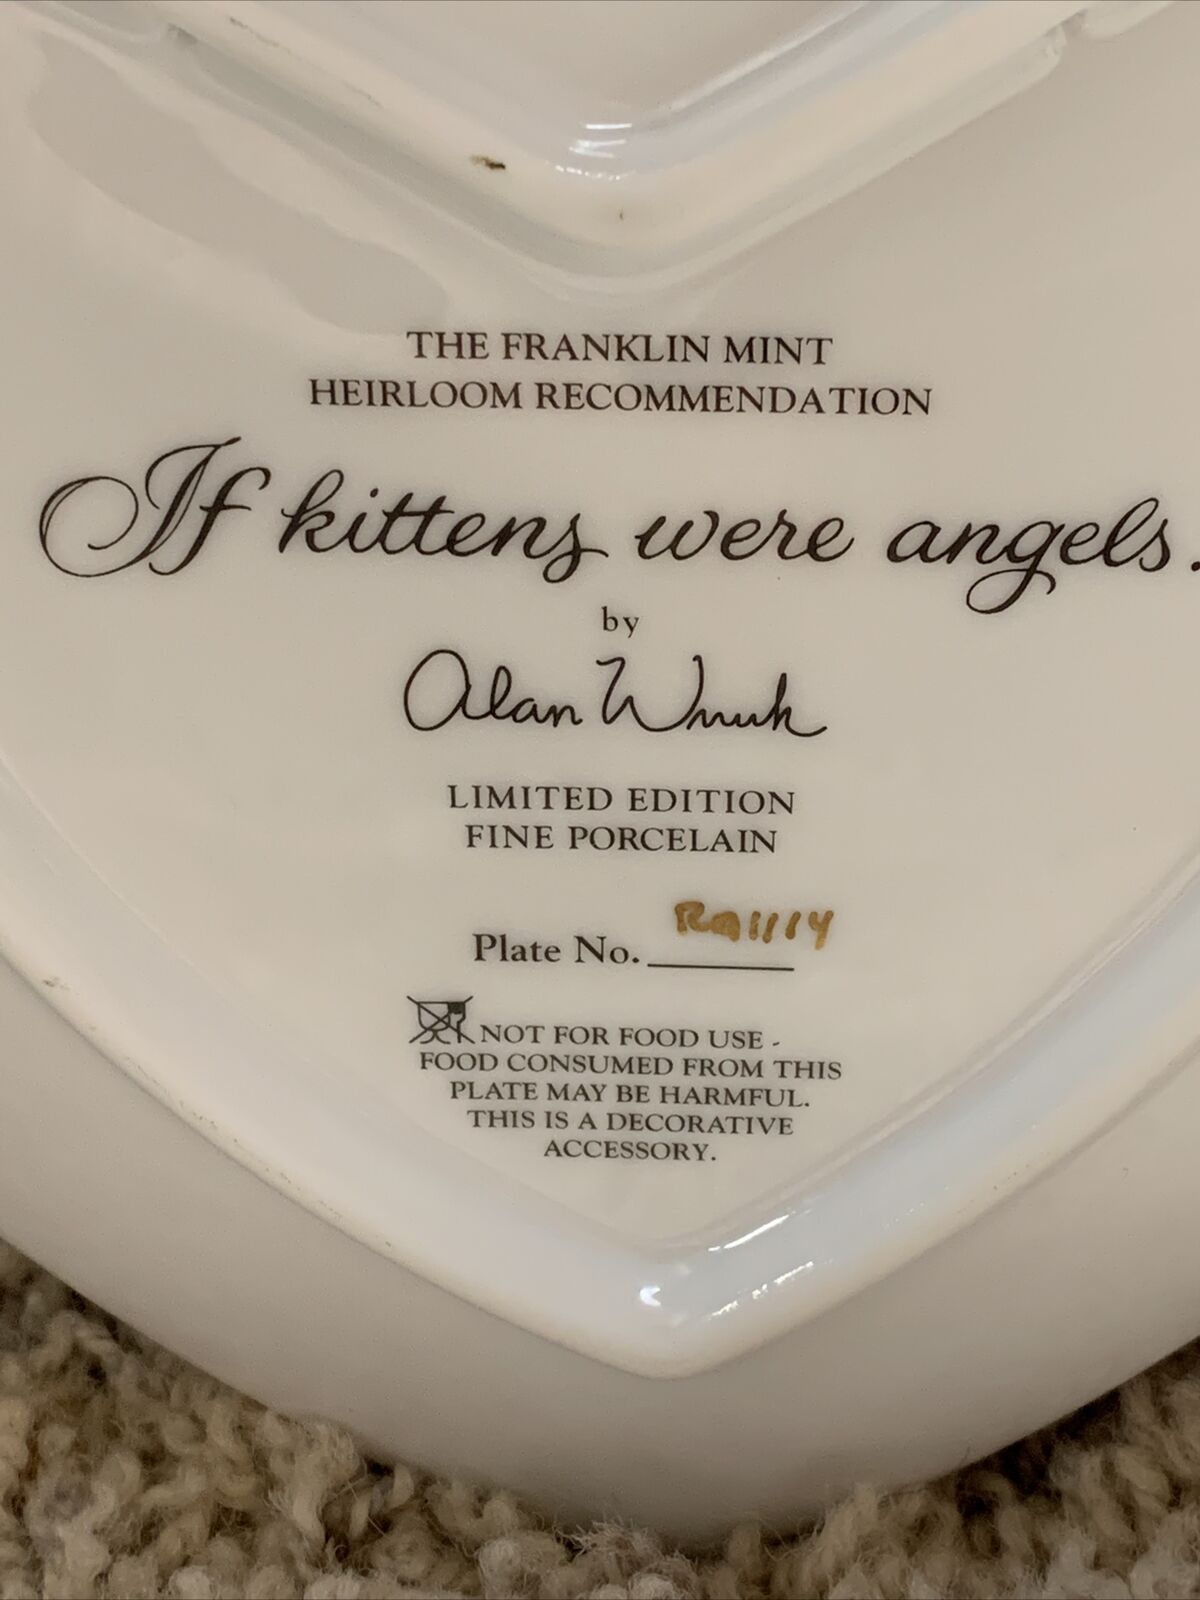 THE FRANKLIN MINT
HEIRLOOM RECOMMENDATION
If kittens were angels.
by
Alan Wnuk
LIMITED EDITION
FINE PORCELAIN
Plate No. RA1114
NOT FOR FOOD USE -
FOOD CONSUMED FROM THIS
PLATE MAY BE HARMFUL.
THIS IS A DECORATIVE
ACCESSORY.